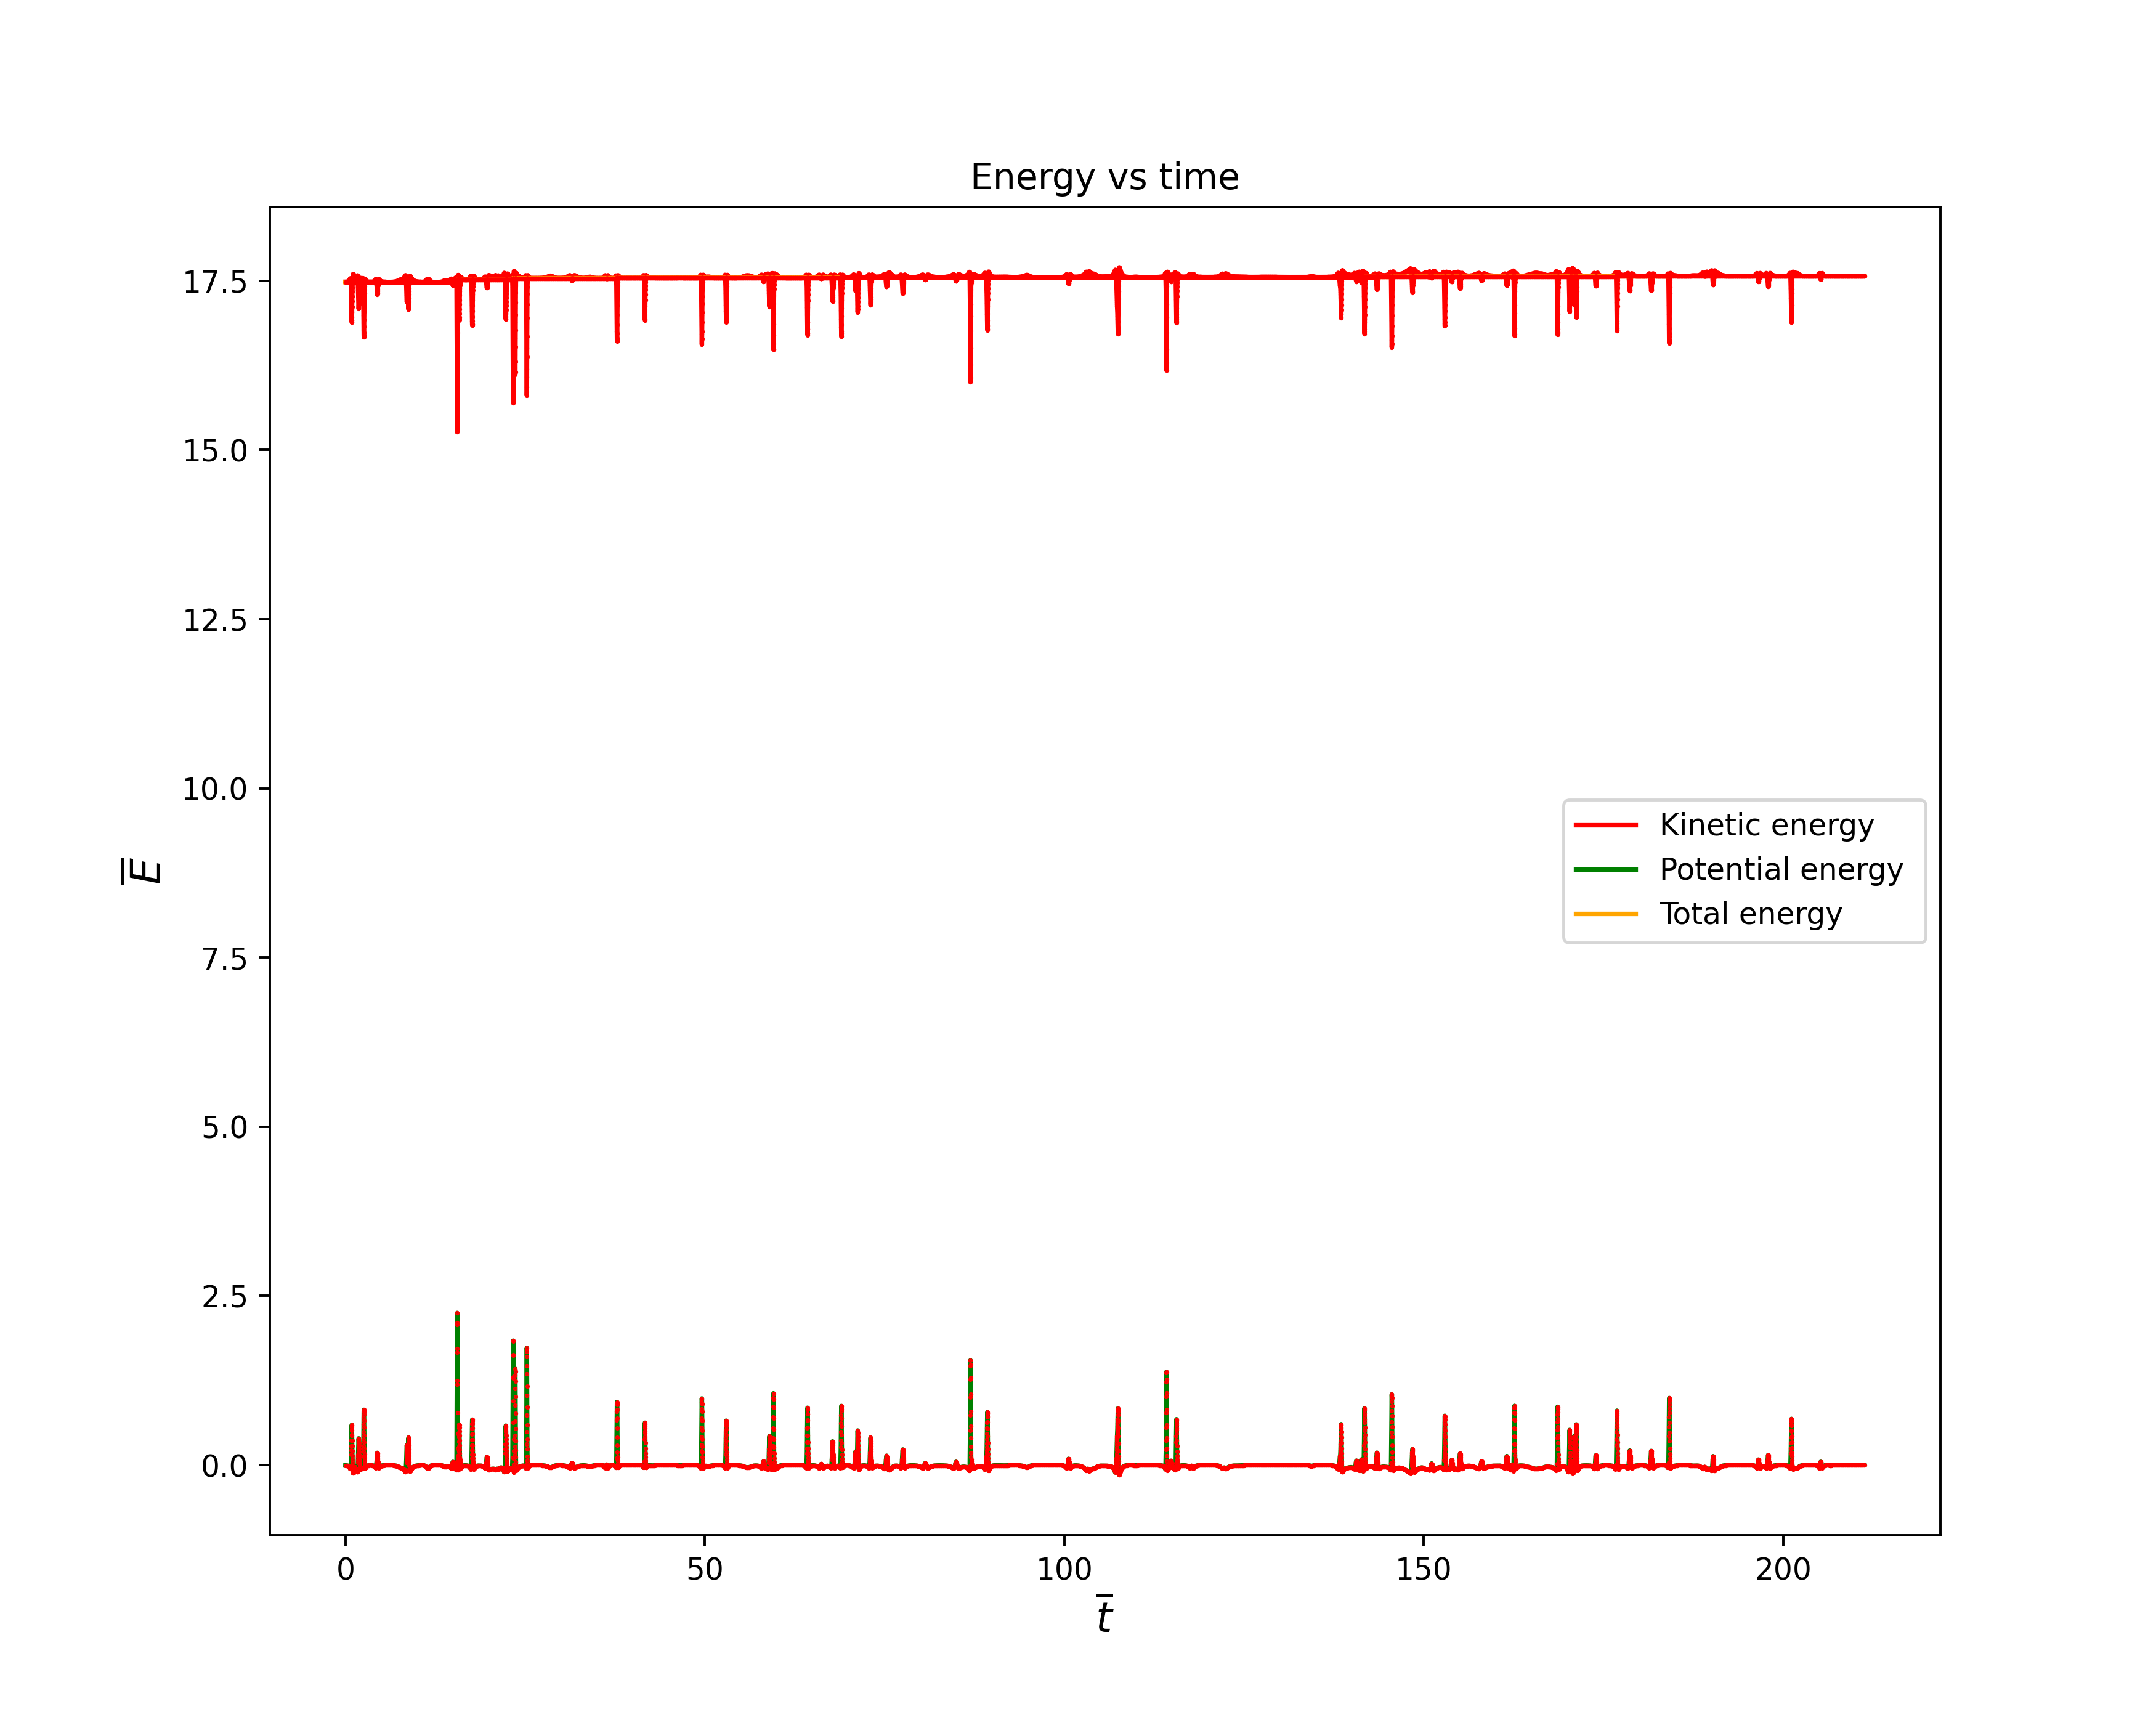 Energy vs time
17.5
15.0
12.5
10.0
7.5
5.0
2.5
0.0
E̅
Kinetic energy
Potential energy
Total energy
0 50 100 150 200
t̅